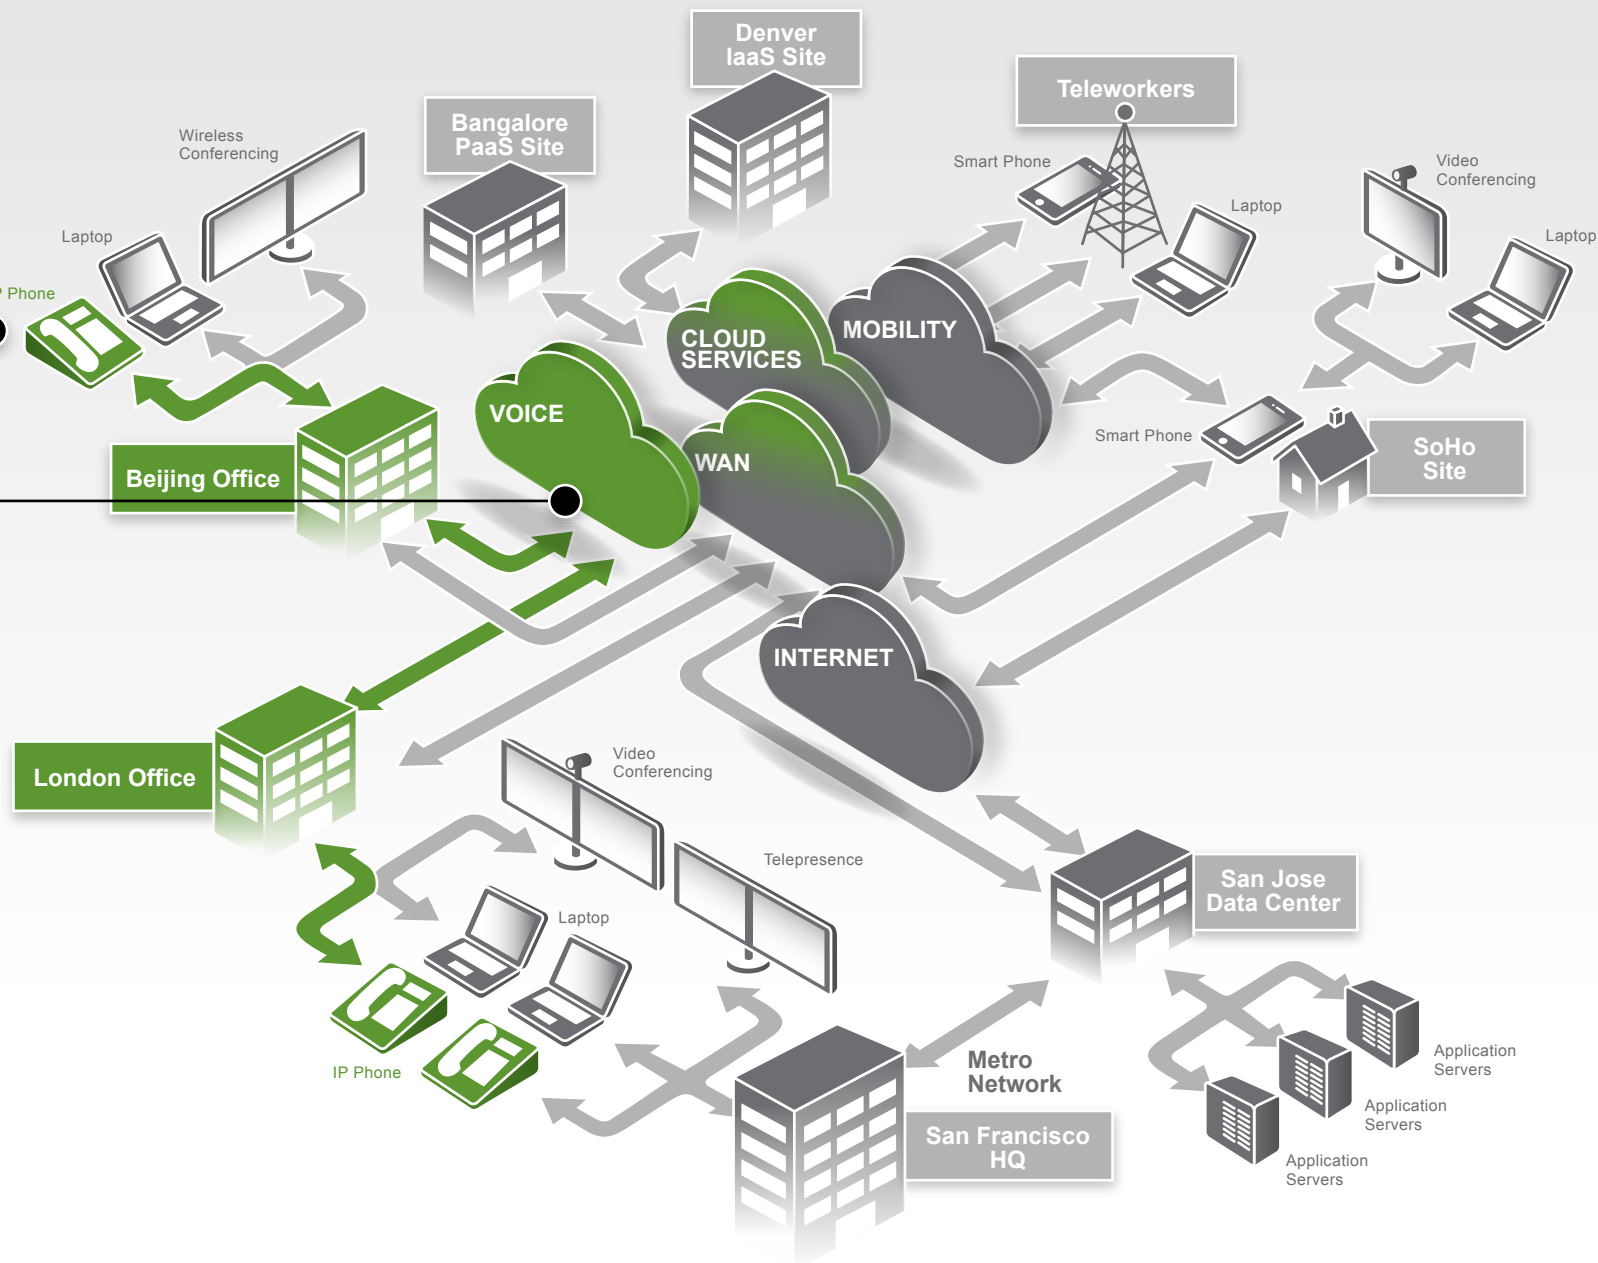 Denver
IaaS Site
Teleworkers
Bangalore
PaaS Site
Wireless
Conferencing
Smart Phone
Video
Conferencing
Laptop
Laptop
Laptop
Phone
CLOUD
SERVICES
MOBILITY
VOICE
WAN
Smart Phone
SoHo
Site
Beijing Office
INTERNET
London Office
Video
Conferencing
Telepresence
San Jose
Data Center
Laptop
IP Phone
Metro
Network
Application
Servers
Application
Servers
San Francisco
HQ
Application
Servers